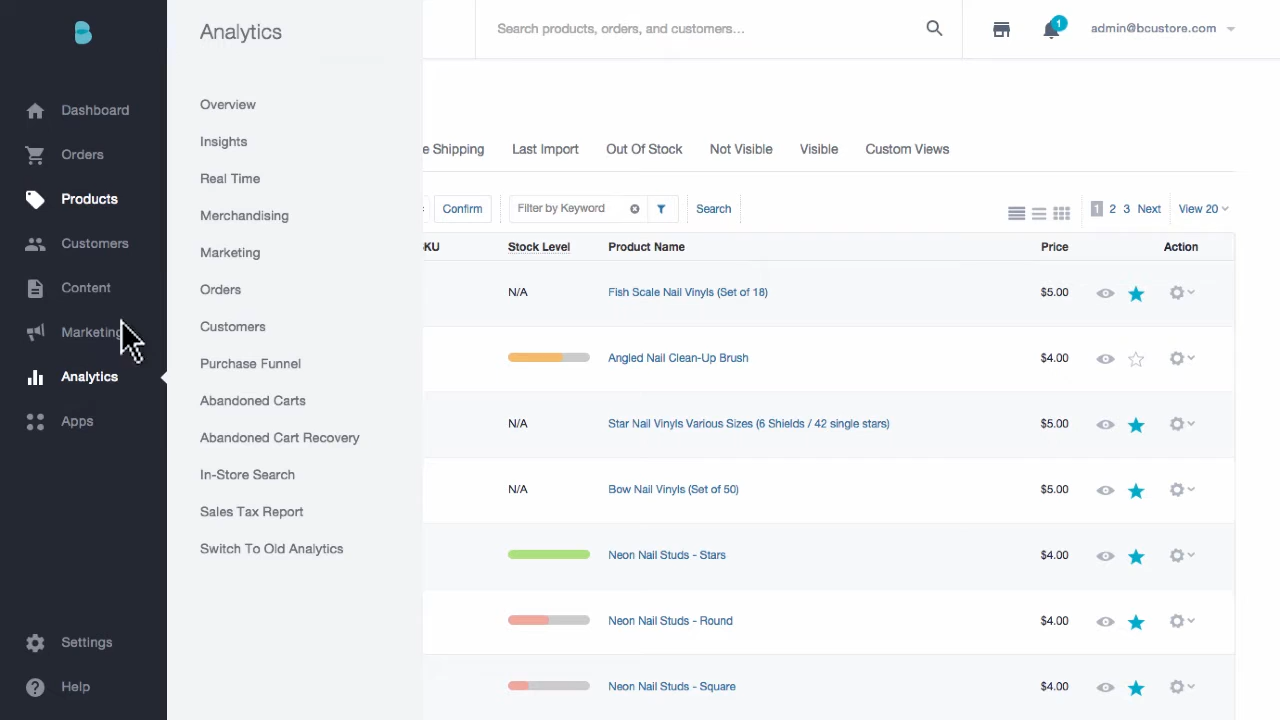 Analytics
Search products, orders, and customers...
1
admin@bcustore.com
Dashboard
Orders
Products
Customers
Content
Marketing
Analytics
Apps
Settings
Help
Overview
Insights
Real Time
Merchandising
Marketing
Orders
Customers
Purchase Funnel
Abandoned Carts
Abandoned Cart Recovery
In-Store Search
Sales Tax Report
Switch To Old Analytics
e Shipping Last Import Out Of Stock Not Visible Visible Custom Views
Confirm Filter by Keyword Search 1 2 3 Next View 20
KU Stock Level Product Name Price Action
N/A Fish Scale Nail Vinyls (Set of 18) $5.00
Angled Nail Clean-Up Brush $4.00
N/A Star Nail Vinyls Various Sizes (6 Shields / 42 single stars) $5.00
N/A Bow Nail Vinyls (Set of 50) $5.00
Neon Nail Studs - Stars $4.00
Neon Nail Studs - Round $4.00
Neon Nail Studs - Square $4.00